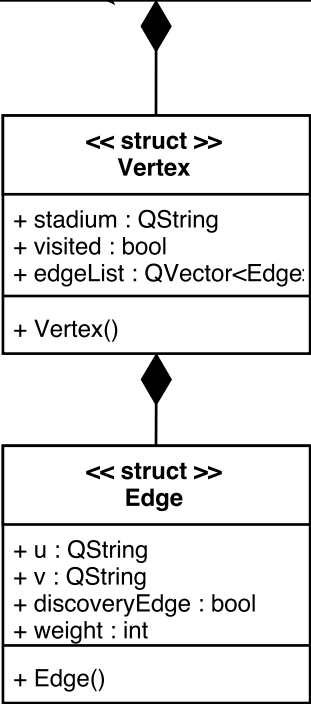 << struct >>
Vertex
+ stadium : QString
+ visited : bool
+ edgeList : QVector<Edge>
+ Vertex()
<< struct >>
Edge
+ u : QString
+ v : QString
+ discoveryEdge : bool
+ weight : int
+ Edge()